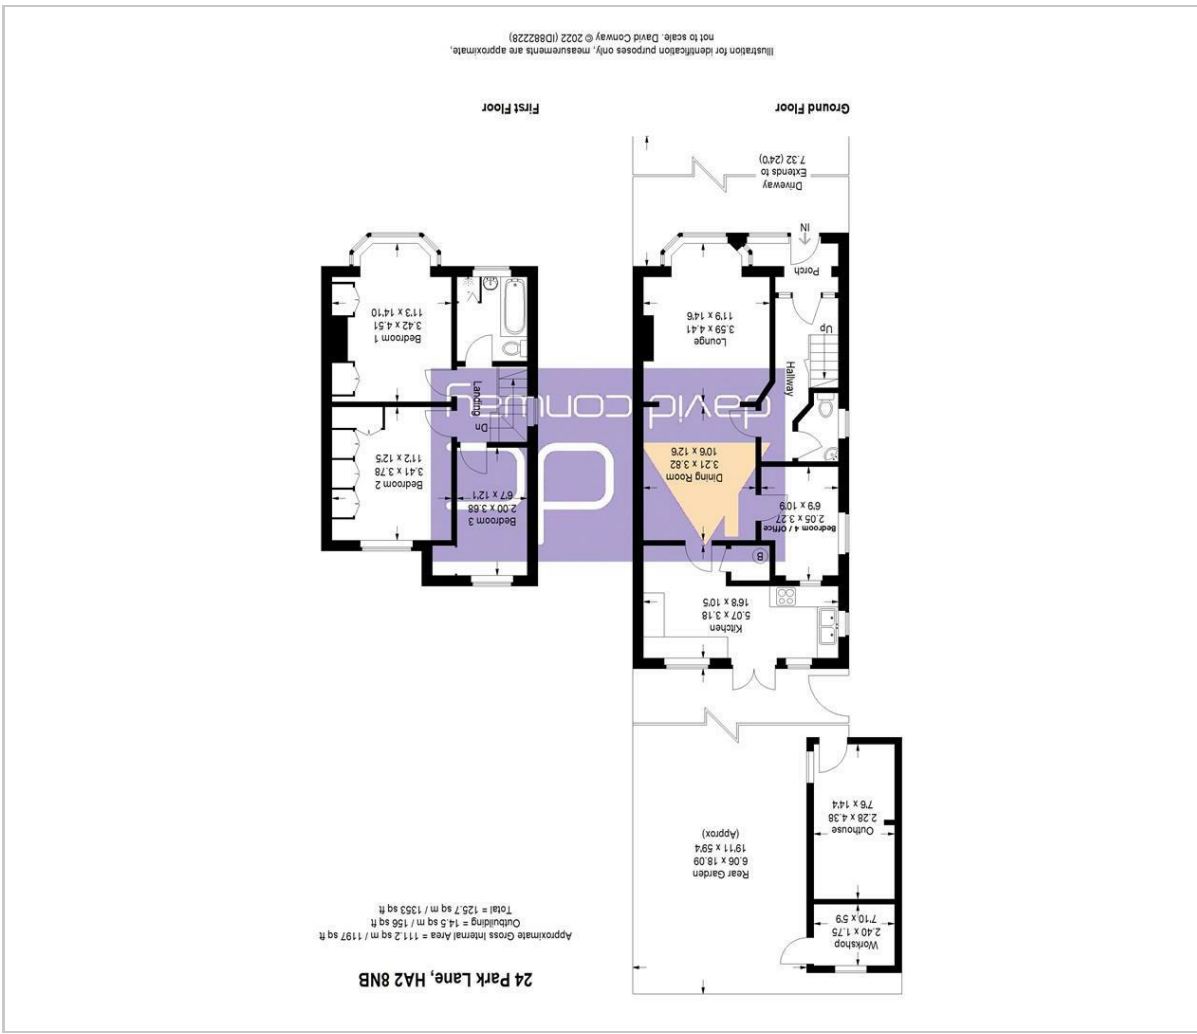 24 Park Lane, HA2 8NB
Approximate Gross Internal Area = 111.2 sq m / 1197 sq ft
Outbuilding = 14.5 sq m / 156 sq ft
Total = 125.7 sq m / 1353 sq ft
Workshop
2.40 x 1.75
7'10 x 5'9
Outhouse
2.28 x 4.38
7'6 x 14'4
Rear Garden
6.06 x 18.09
19'11 x 59'4
(Approx)
Kitchen
5.07 x 3.18
16'8 x 10'5
B
Bedroom 4 / Office
2.05 x 3.27
6'9 x 10'9
Dining Room
3.21 x 3.82
10'6 x 12'6
Hallway
Up
Lounge
3.59 x 4.41
11'9 x 14'6
Porch
IN
Driveway
Extends to
7.32 (24'0)
Ground Floor
Bedroom 3
2.00 x 3.68
6'7 x 12'1
Bedroom 2
3.41 x 3.78
11'2 x 12'5
Dn
Landing
Bedroom 1
3.42 x 4.51
11'3 x 14'10
First Floor
dc
david conway
Illustration for identification purposes only, measurements are approximate,
not to scale. David Conway © 2022 (ID882228)